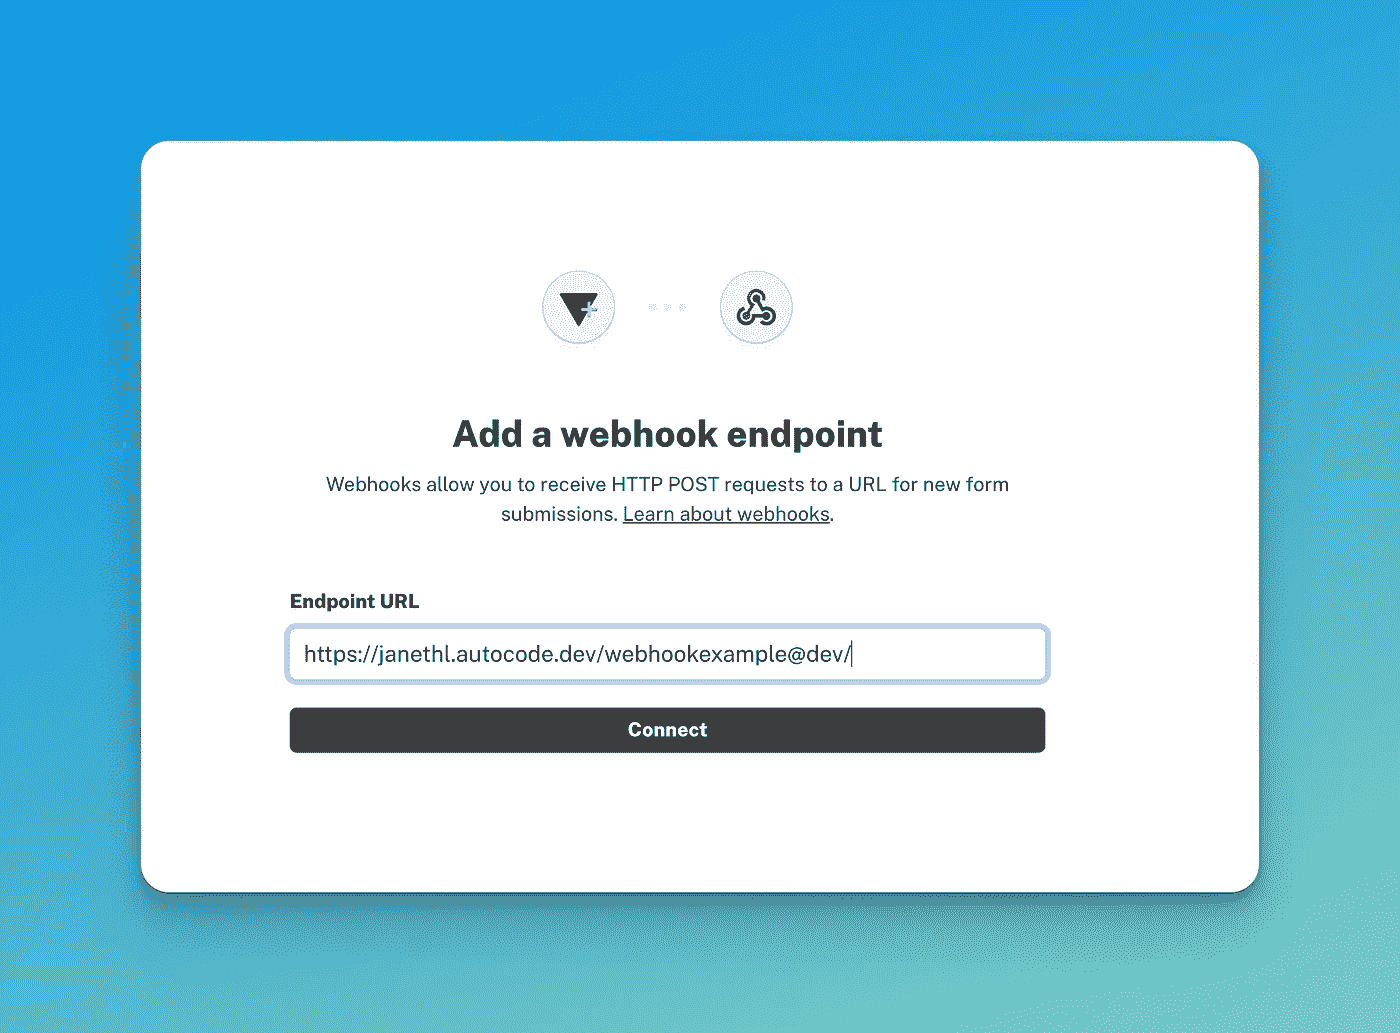 Add a webhook endpoint
Webhooks allow you to receive HTTP POST requests to a URL for new form
submissions. Learn about webhooks.
Endpoint URL
https://janethl.autocode.dev/webhookexample@dev/
Connect